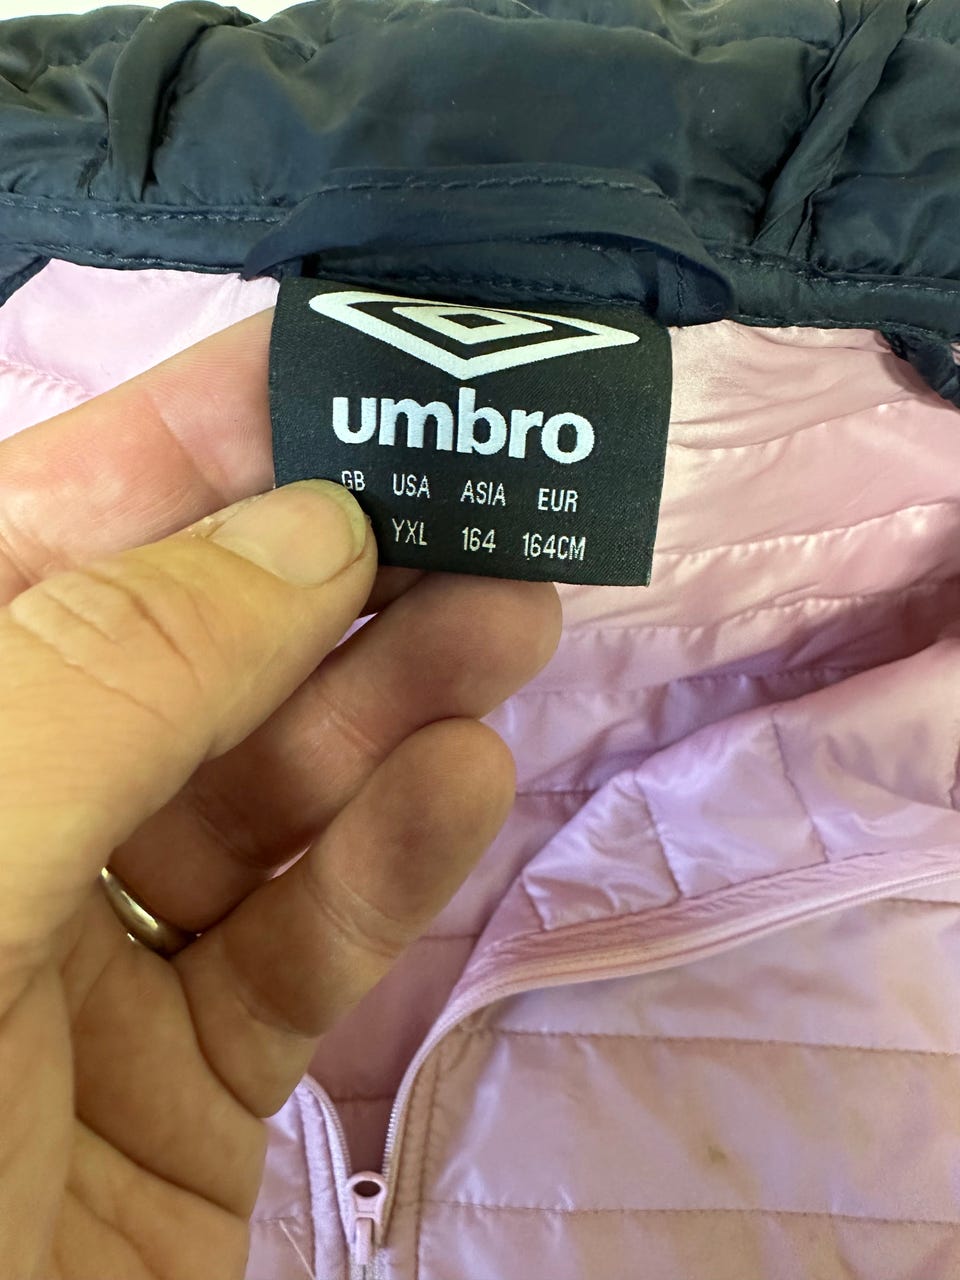 umbro
GB USA ASIA EUR
YXL 164 164CM